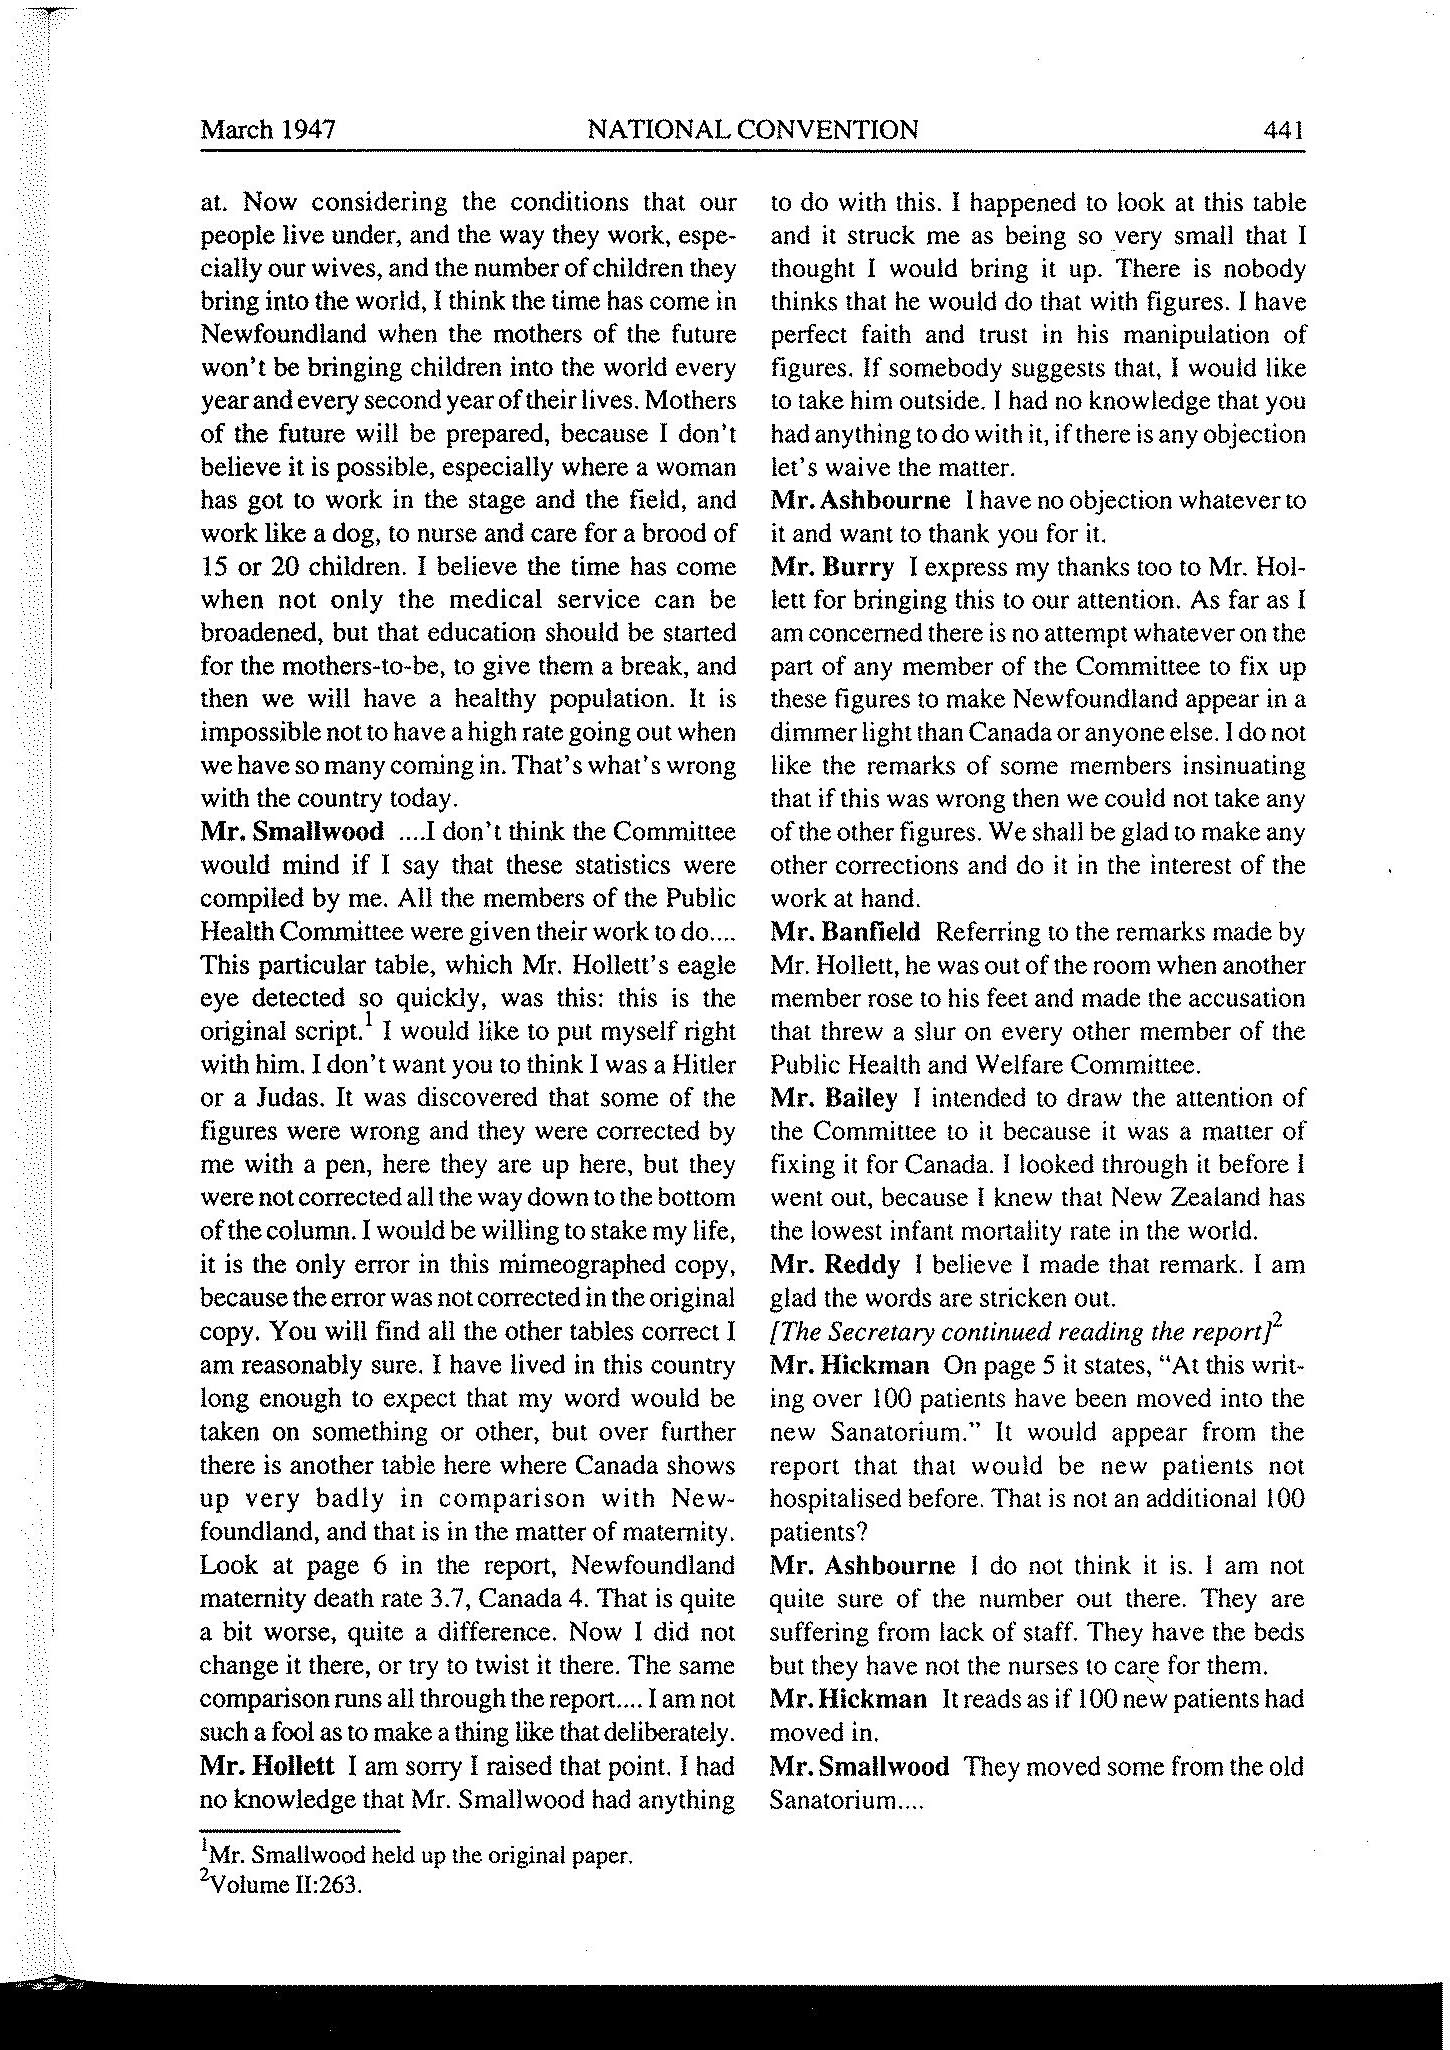 March 1947 NATIONAL CONVENTION 441
at. Now considering the conditions that our
people live under, and the way they work, espe-
cially our wives, and the number of children they
bring into the world, I think the time has come in
Newfoundland when the mothers of the future
won't be bringing children into the world every
year and every second year of their lives. Mothers
of the future will be prepared, because I don't
believe it is possible, especially where a woman
has got to work in the stage and the field, and
work like a dog, to nurse and care for a brood of
15 or 20 children. I believe the time has come
when not only the medical service can be
broadened, but that education should be started
for the mothers-to-be, to give them a break, and
then we will have a healthy population. It is
impossible not to have a high rate going out when
we have so many coming in. That's what's wrong
with the country today.
Mr. Smallwood ....I don't think the Committee
would mind if I say that these statistics were
compiled by me. All the members of the Public
Health Committee were given their work to do....
This particular table, which Mr. Hollett's eagle
eye detected so quickly, was this: this is the
original script.¹ I would like to put myself right
with him. I don't want you to think I was a Hitler
or a Judas. It was discovered that some of the
figures were wrong and they were corrected by
me with a pen, here they are up here, but they
were not corrected all the way down to the bottom
of the column. I would be willing to stake my life,
it is the only error in this mimeographed copy,
because the error was not corrected in the original
copy. You will find all the other tables correct I
am reasonably sure. I have lived in this country
long enough to expect that my word would be
taken on something or other, but over further
there is another table here where Canada shows
up very badly in comparison with New-
foundland, and that is in the matter of maternity.
Look at page 6 in the report, Newfoundland
maternity death rate 3.7, Canada 4. That is quite
a bit worse, quite a difference. Now I did not
change it there, or try to twist it there. The same
comparison runs all through the report.... I am not
such a fool as to make a thing like that deliberately.
Mr. Hollett I am sorry I raised that point. I had
no knowledge that Mr. Smallwood had anything
to do with this. I happened to look at this table
and it struck me as being so very small that I
thought I would bring it up. There is nobody
thinks that he would do that with figures. I have
perfect faith and trust in his manipulation of
figures. If somebody suggests that, I would like
to take him outside. I had no knowledge that you
had anything to do with it, if there is any objection
let's waive the matter.
Mr. Ashbourne I have no objection whatever to
it and want to thank you for it.
Mr. Burry I express my thanks too to Mr. Hol-
lett for bringing this to our attention. As far as I
am concerned there is no attempt whatever on the
part of any member of the Committee to fix up
these figures to make Newfoundland appear in a
dimmer light than Canada or anyone else. I do not
like the remarks of some members insinuating
that if this was wrong then we could not take any
of the other figures. We shall be glad to make any
other corrections and do it in the interest of the
work at hand.
Mr. Banfield Referring to the remarks made by
Mr. Hollett, he was out of the room when another
member rose to his feet and made the accusation
that threw a slur on every other member of the
Public Health and Welfare Committee.
Mr. Bailey I intended to draw the attention of
the Committee to it because it was a matter of
fixing it for Canada. I looked through it before I
went out, because I knew that New Zealand has
the lowest infant mortality rate in the world.
Mr. Reddy I believe I made that remark. I am
glad the words are stricken out.
[The Secretary continued reading the report]²
Mr. Hickman On page 5 it states, "At this writ-
ing over 100 patients have been moved into the
new Sanatorium." It would appear from the
report that that would be new patients not
hospitalised before. That is not an additional 100
patients?
Mr. Ashbourne I do not think it is. I am not
quite sure of the number out there. They are
suffering from lack of staff. They have the beds
but they have not the nurses to care for them.
Mr. Hickman It reads as if 100 new patients had
moved in.
Mr. Smallwood They moved some from the old
Sanatorium....
¹Mr. Smallwood held up the original paper.
²Volume II:263.